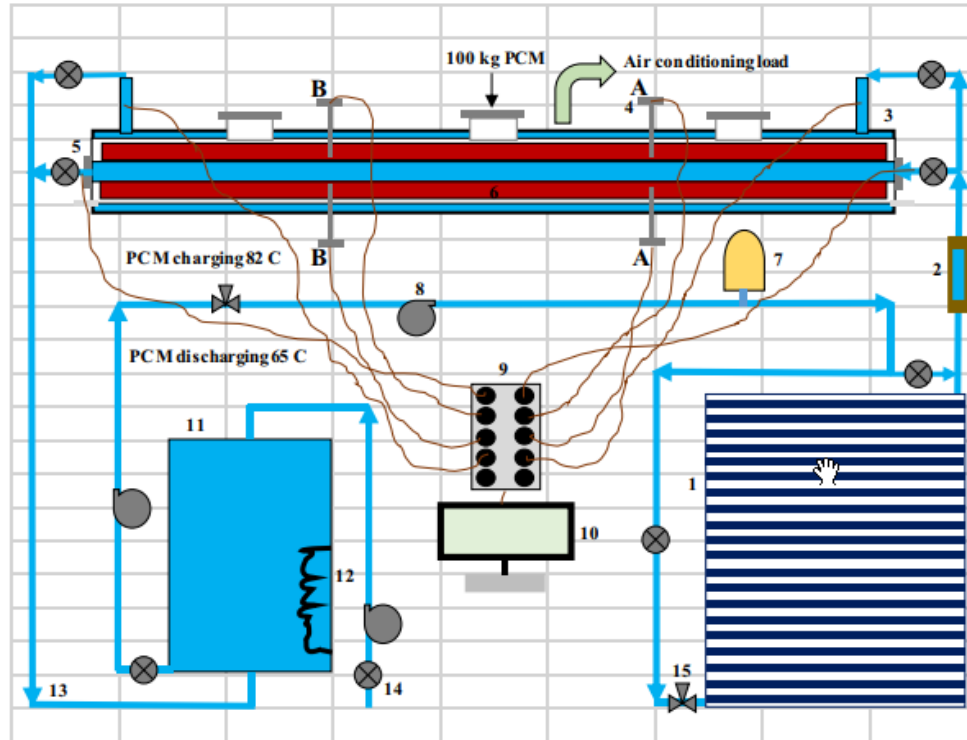 100 kg PCM
Air conditioning load
B
A
4
3
5
6
B
A
PCM charging 82 C
7
2
8
PCM discharging 65 C
9
11
1
10
12
15
13
14